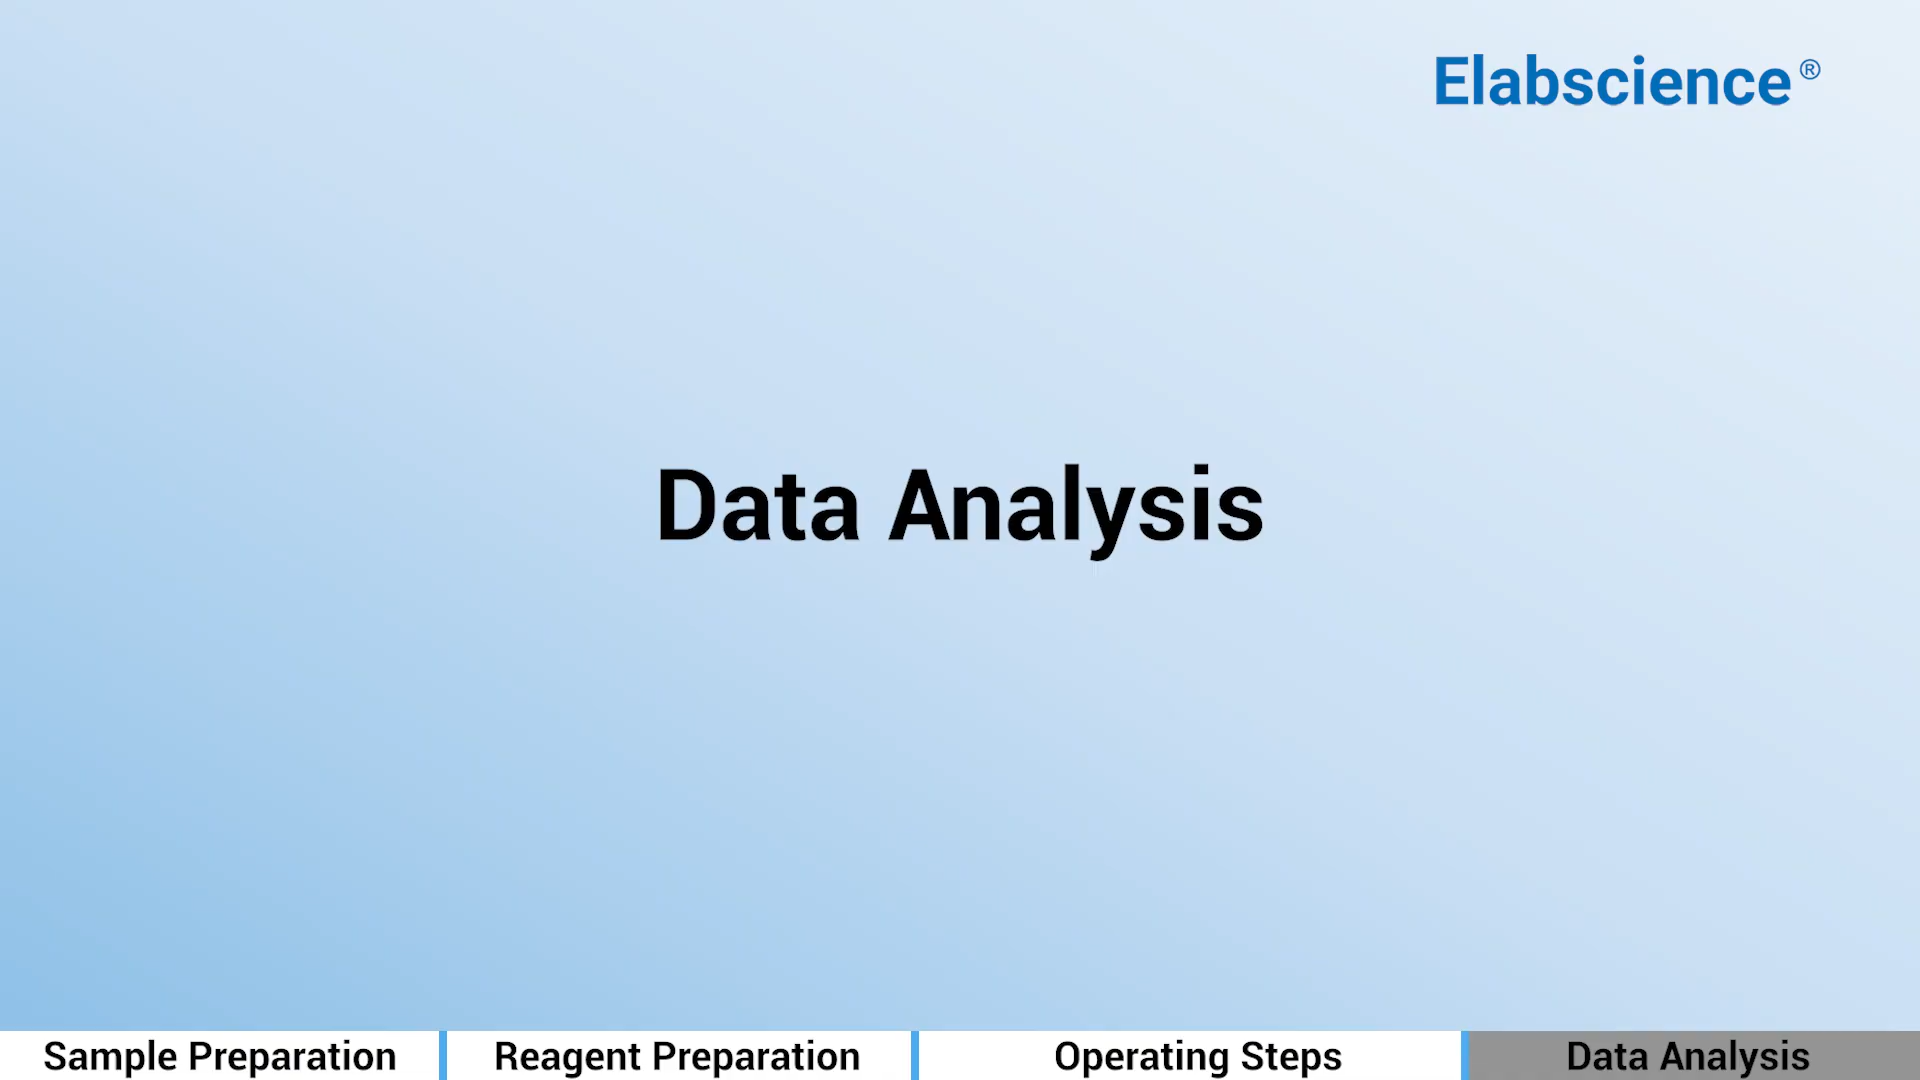 Elabscience®
Data Analysis
Sample Preparation
Reagent Preparation
Operating Steps
Data Analysis